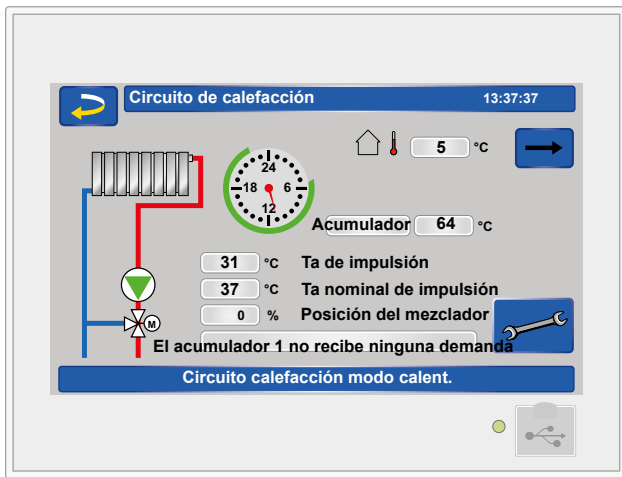 Circuito de calefacción 13:37:37
5 °C
24
18 6
12
Acumulador 64 °C
31 °C Ta de impulsión
37 °C Ta nominal de impulsión
0 % Posición del mezclador
M
El acumulador 1 no recibe ninguna demanda
Circuito calefacción modo calent.